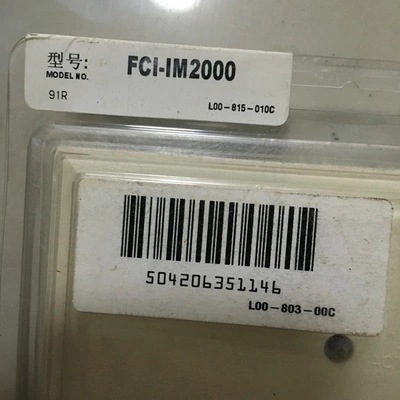 型号: FCI-IM2000
MODEL NO.
91R L00-815-010C
504206351146
L00-803-00C